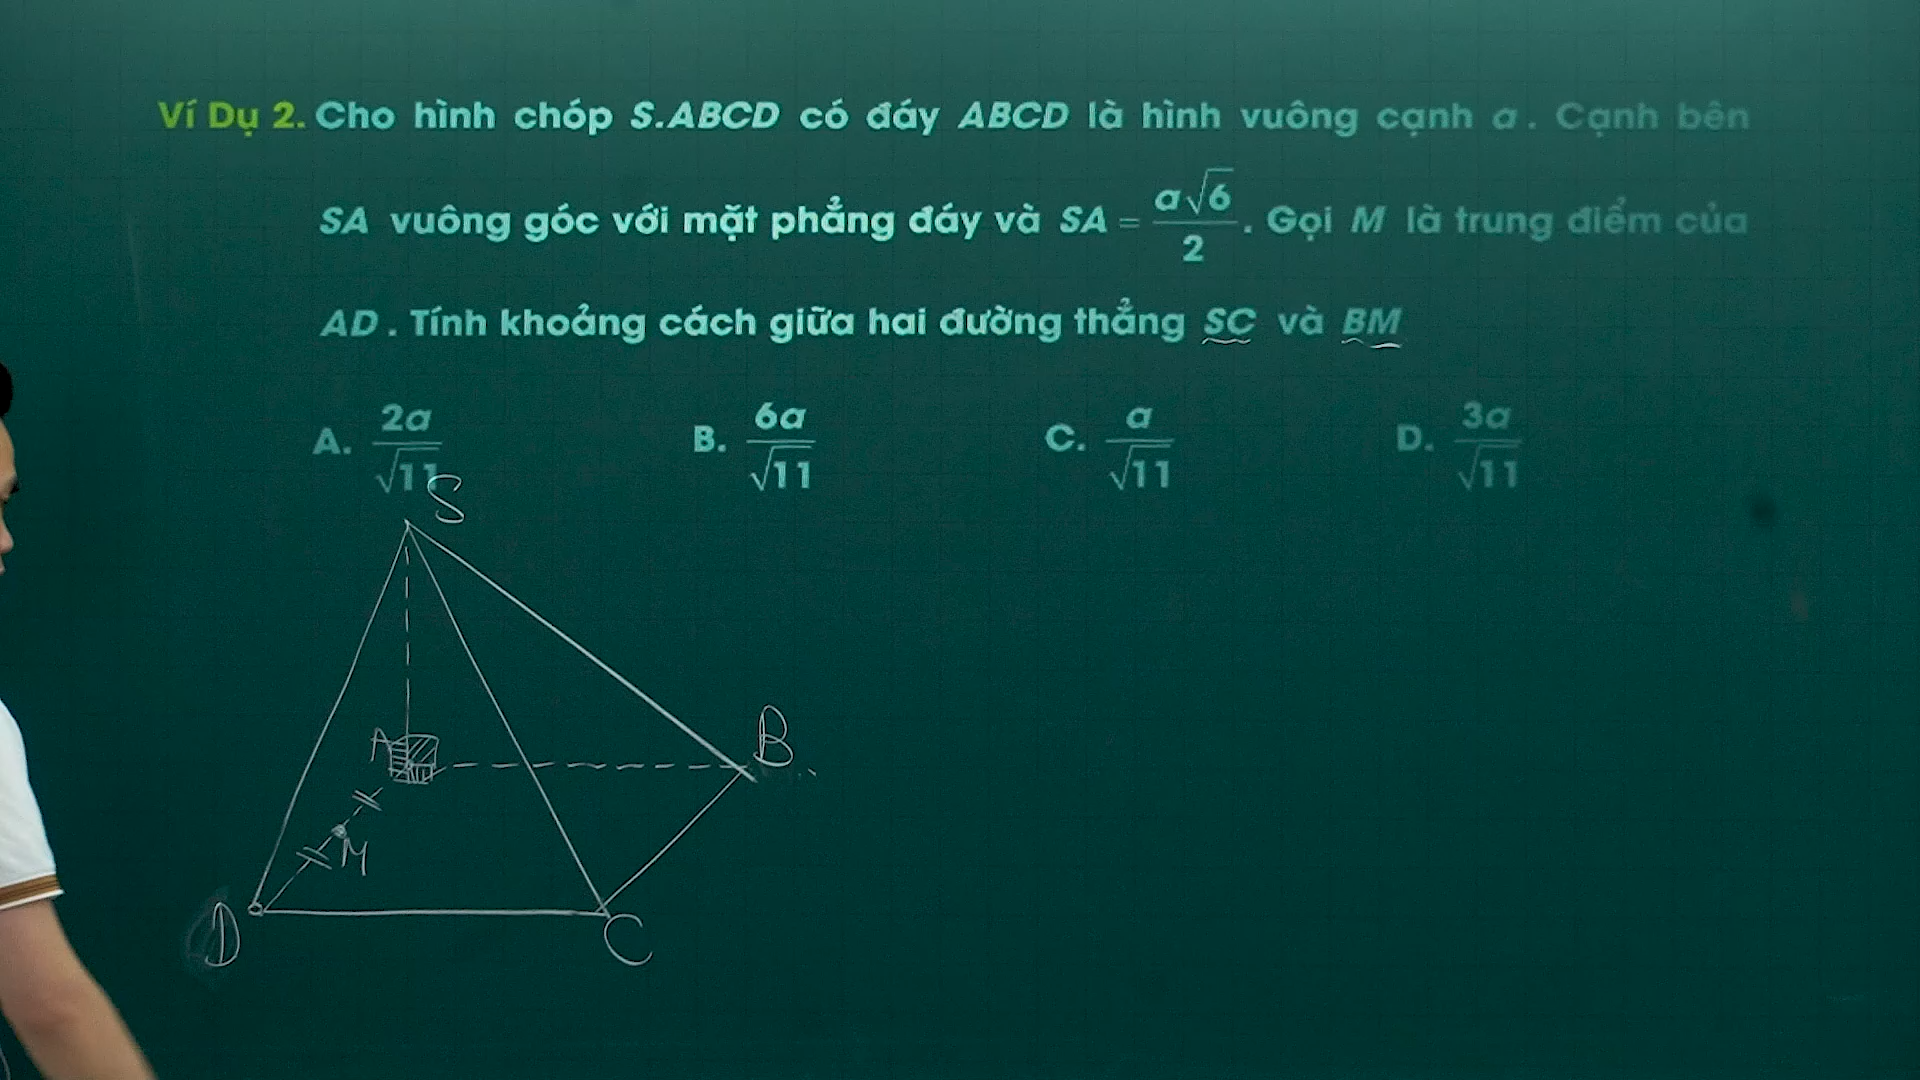 Ví Dụ 2. Cho hình chóp S.ABCD có đáy ABCD là hình vuông cạnh a. Cạnh bên
SA vuông góc với mặt phẳng đáy và SA = a√6/2. Gọi M là trung điểm của
AD. Tính khoảng cách giữa hai đường thẳng SC và BM
A. 2a/√11 B. 6a/√11 C. a/√11 D. 3a/√11
S
A
B
M
D
C